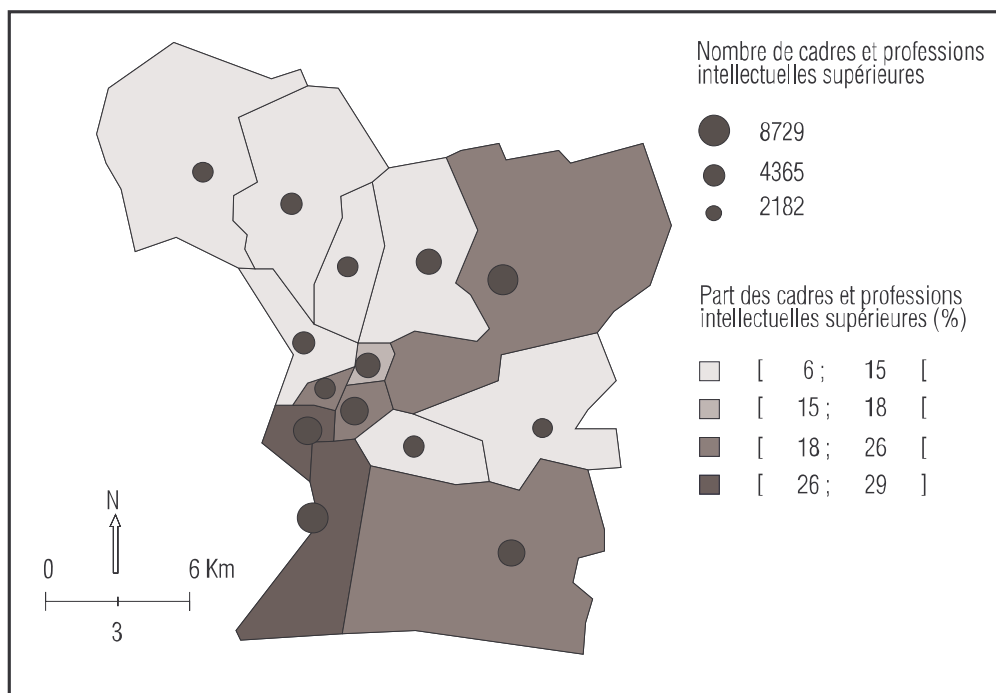 Nombre de cadres et professions
intellectuelles supérieures
8729
4365
2182
Part des cadres et professions
intellectuelles supérieures (%)
[ 6 ; 15 [
[ 15 ; 18 [
[ 18 ; 26 [
[ 26 ; 29 ]
N
0 6 Km
3